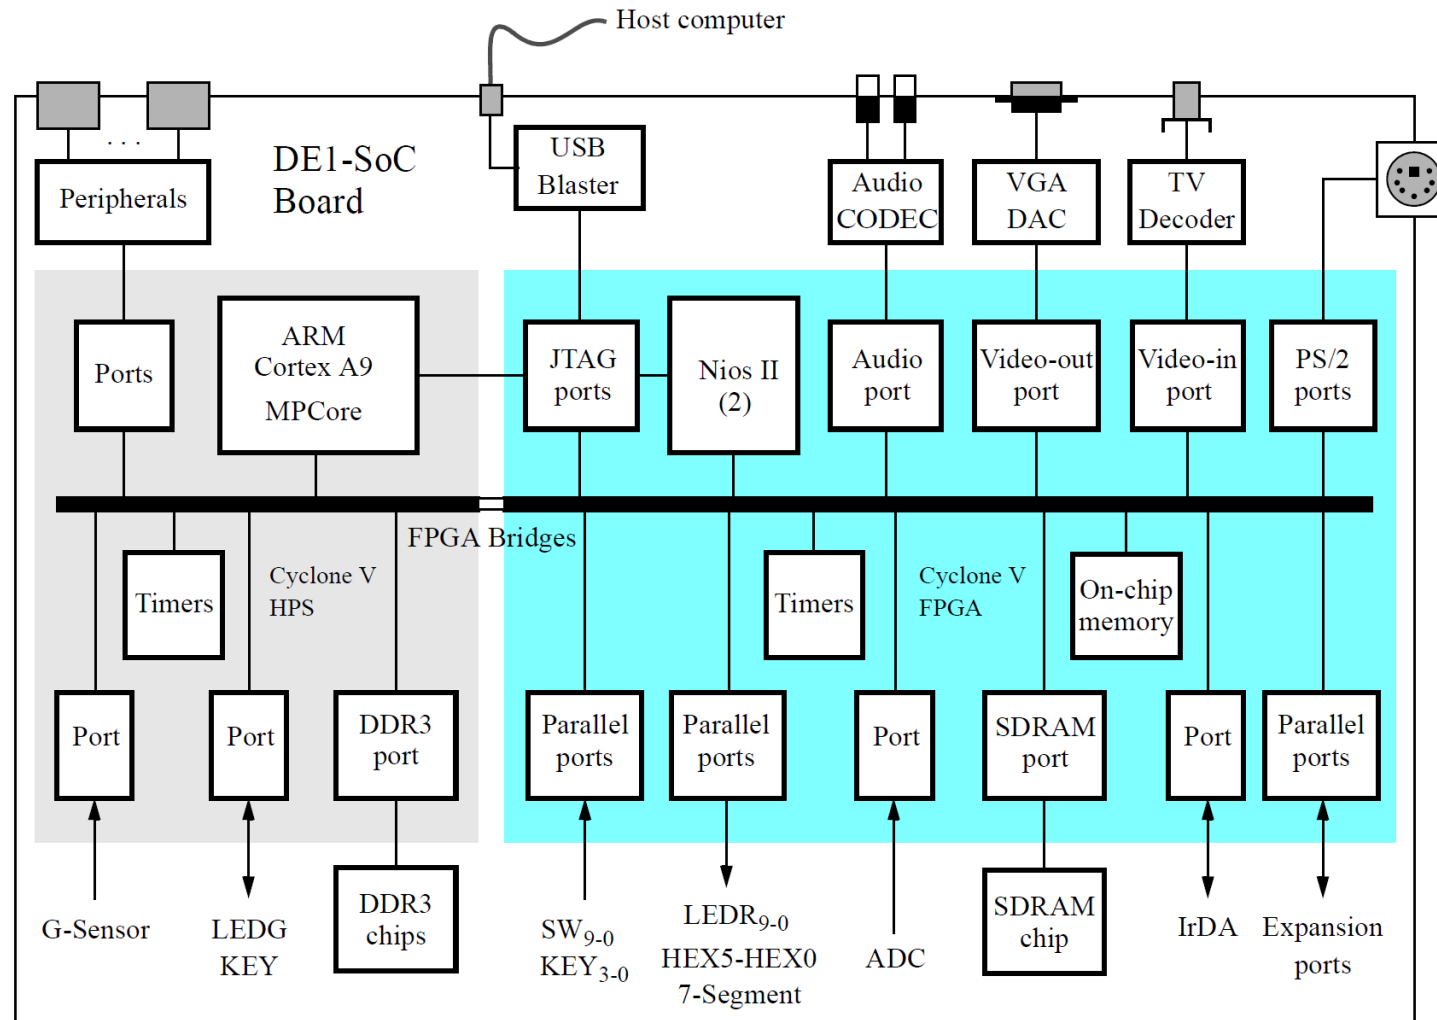 Host computer
. . .
DE1-SoC
Board
USB
Blaster
Peripherals
Audio
CODEC
VGA
DAC
TV
Decoder
Ports
ARM
Cortex A9
MPCore
JTAG
ports
Nios II
(2)
Audio
port
Video-out
port
Video-in
port
PS/2
ports
FPGA Bridges
Timers
Cyclone V
HPS
Timers
Cyclone V
FPGA
On-chip
memory
Port
Port
DDR3
port
Parallel
ports
Parallel
ports
Port
SDRAM
port
Port
Parallel
ports
G-Sensor
LEDG
KEY
DDR3
chips
SW9-0
KEY3-0
LEDR9-0
HEX5-HEX0
7-Segment
ADC
SDRAM
chip
IrDA
Expansion
ports